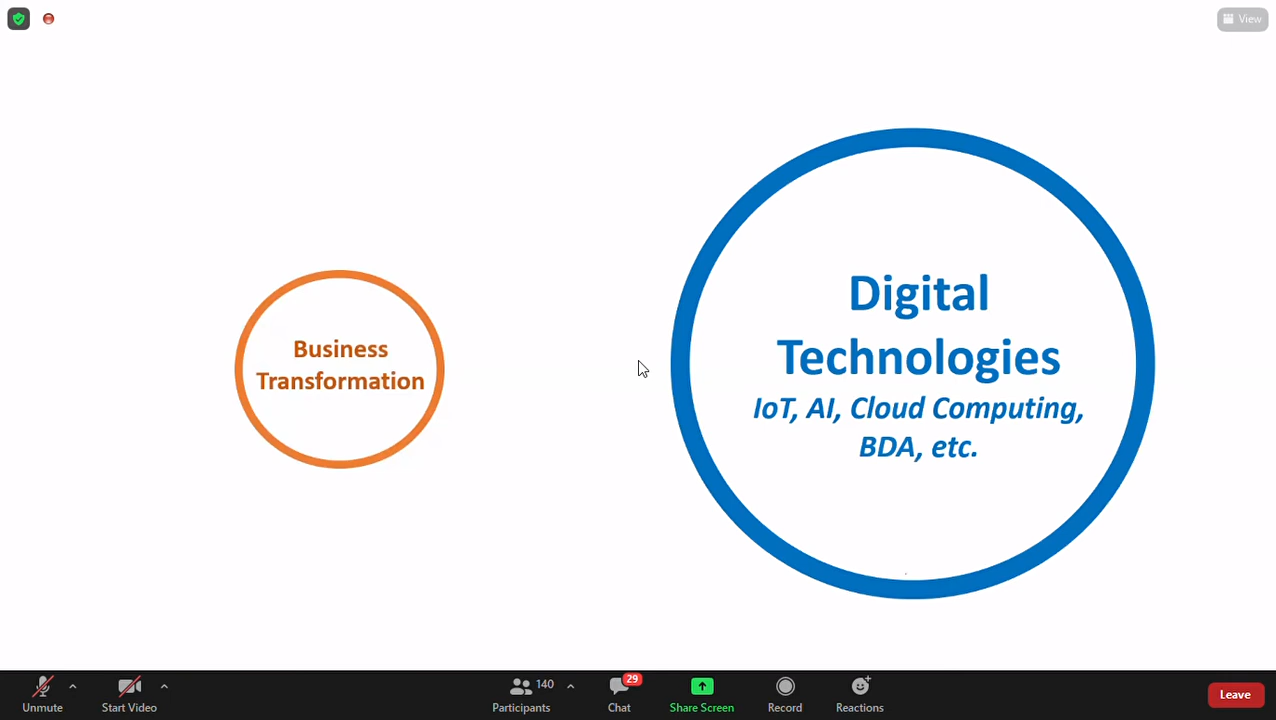 View
Business
Transformation
Digital
Technologies
IoT, AI, Cloud Computing,
BDA, etc.
140
29
Unmute
Start Video
Participants
Chat
Share Screen
Record
Reactions
Leave